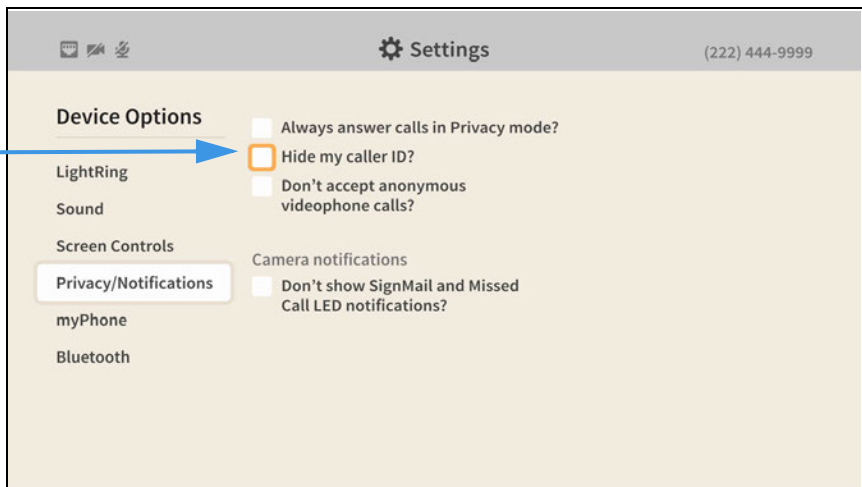 Settings
(222) 444-9999
Device Options
LightRing
Sound
Screen Controls
Privacy/Notifications
myPhone
Bluetooth
Always answer calls in Privacy mode?
Hide my caller ID?
Don't accept anonymous
videophone calls?
Camera notifications
Don't show SignMail and Missed
Call LED notifications?